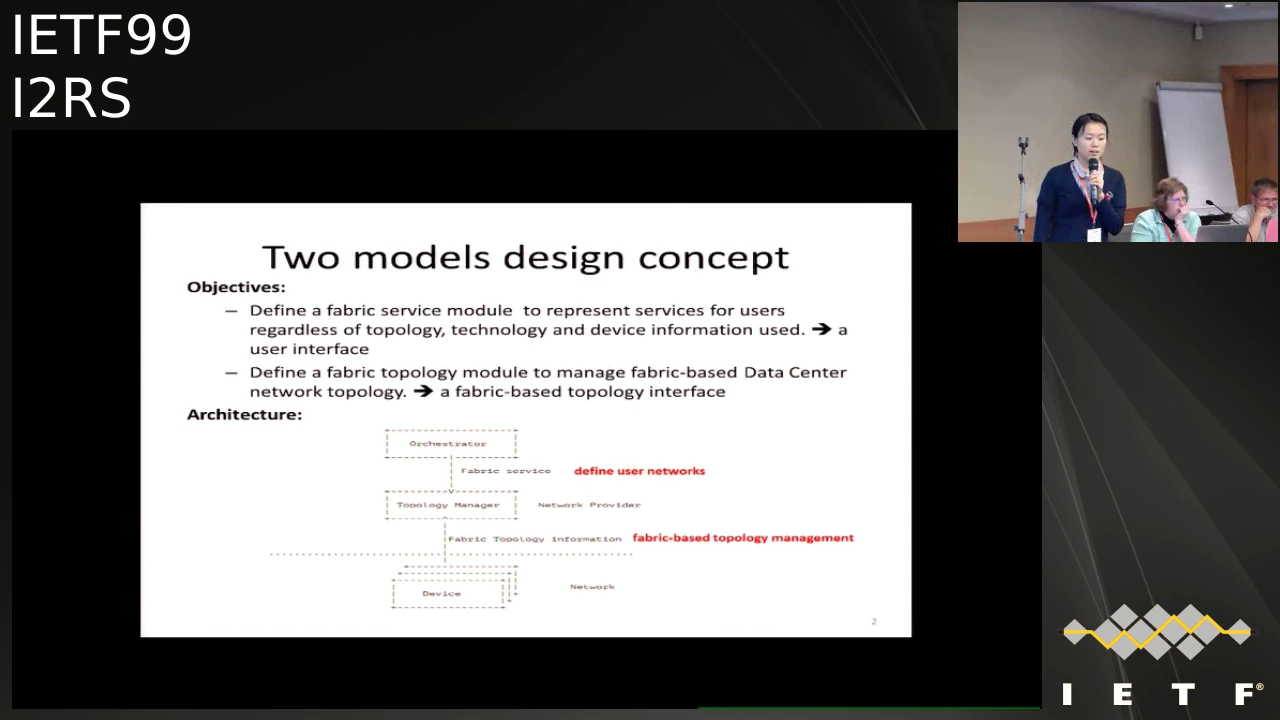 IETF99
I2RS
Two models design concept
Objectives:
– Define a fabric service module to represent services for users
regardless of topology, technology and device information used. ➔ a
user interface
– Define a fabric topology module to manage fabric-based Data Center
network topology. ➔ a fabric-based topology interface
Architecture:
Orchestrator
Fabric service define user networks
Topology Manager Network Provider
Fabric Topology information fabric-based topology management
Device Network
2
I E T F®